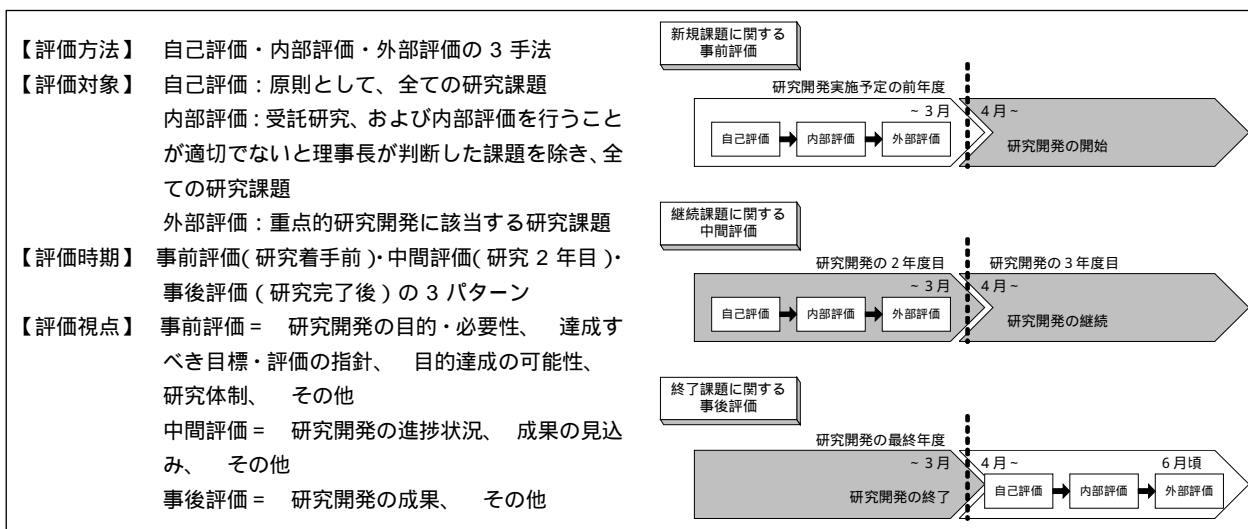 【評価方法】 自己評価・内部評価・外部評価の 3 手法
【評価対象】 自己評価：原則として、全ての研究課題
内部評価：受託研究、および内部評価を行うこと
が適切でないと理事長が判断した課題を除き、全
ての研究課題
外部評価：重点的研究開発に該当する研究課題
【評価時期】 事前評価(研究着手前)・中間評価(研究 2 年目)・
事後評価（研究完了後）の 3 パターン
【評価視点】 事前評価＝ 研究開発の目的・必要性、 達成す
べき目標・評価の指針、 目的達成の可能性、
研究体制、 その他
中間評価＝ 研究開発の進捗状況、 成果の見込
み、 その他
事後評価＝ 研究開発の成果、 その他
新規課題に関する
事前評価
研究開発実施予定の前年度
～3月 4月～
自己評価 内部評価 外部評価
研究開発の開始
継続課題に関する
中間評価
研究開発の2年度目 研究開発の3年度目
～3月 4月～
自己評価 内部評価 外部評価
研究開発の継続
終了課題に関する
事後評価
研究開発の最終年度
～3月 4月～ 6月頃
研究開発の終了 自己評価 内部評価 外部評価